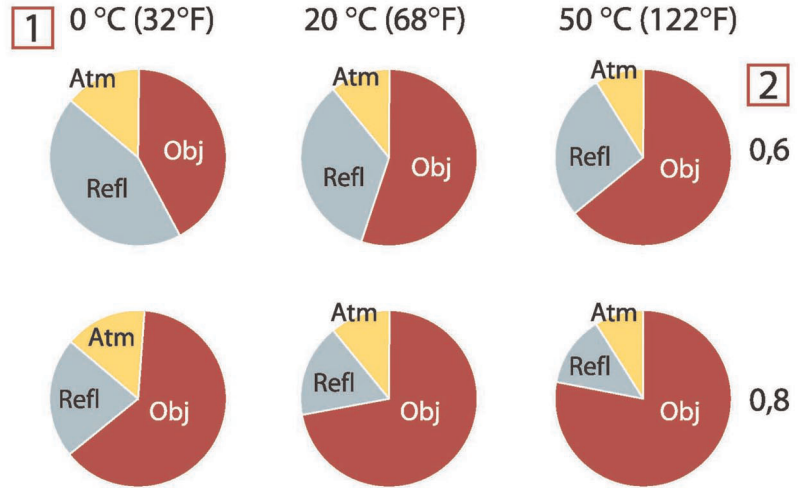 1 0 °C (32°F) 20 °C (68°F) 50 °C (122°F)
2
0,6
Atm Refl Obj
Atm Refl Obj
Atm Refl Obj
0,8
Atm Refl Obj
Atm Refl Obj
Atm Refl Obj